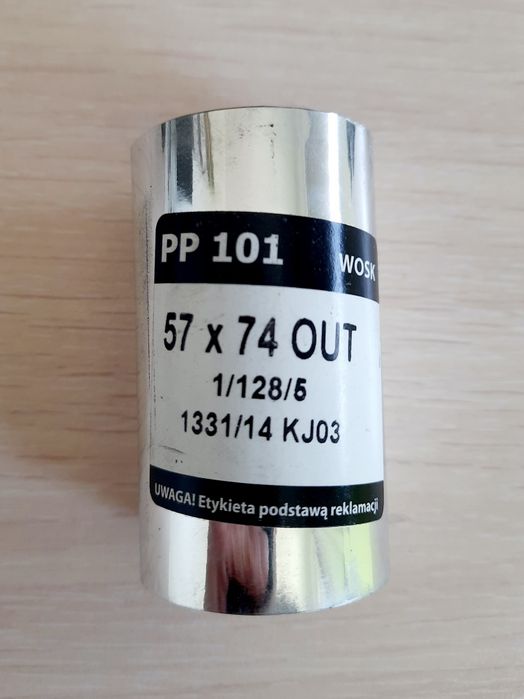 PP 101 WOSK
57 x 74 OUT
1/128/5
1331/14 KJ03
UWAGA! Etykieta podstawą reklamacji